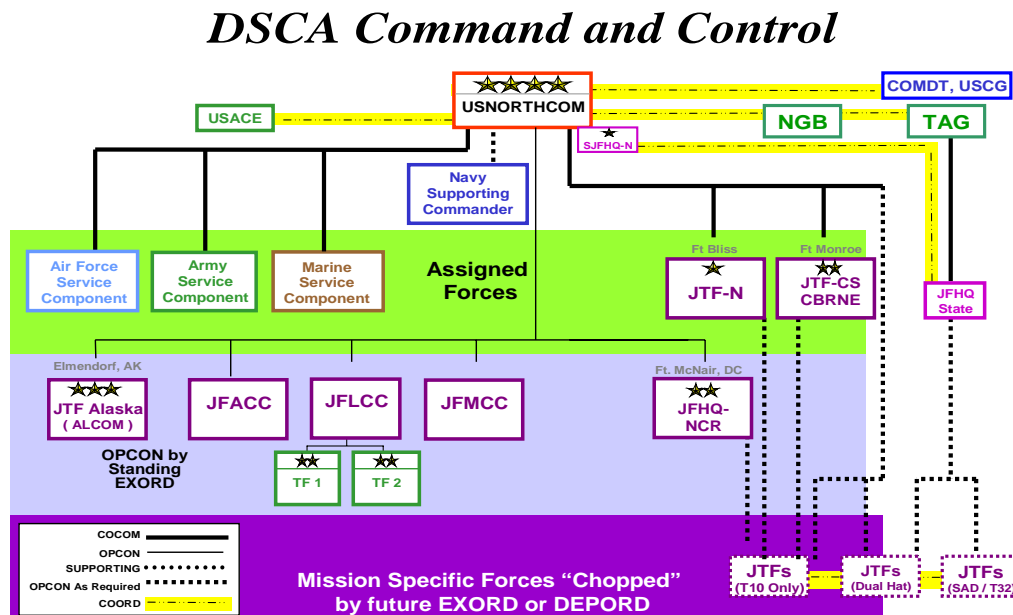 DSCA Command and Control
USNORTHCOM
COMDT, USCG
USACE
NGB
TAG
SJFHQ-N
Navy
Supporting
Commander
Ft Bliss
Ft Monroe
Air Force
Service
Component
Army
Service
Component
Marine
Service
Component
Assigned
Forces
JTF-N
JTF-CS
CBRNE
JFHQ
State
Elmendorf, AK
Ft. McNair, DC
JTF Alaska
( ALCOM )
JFACC
JFLCC
JFMCC
JFHQ-
NCR
OPCON by
Standing
EXORD
TF 1
TF 2
COCOM
OPCON
SUPPORTING
OPCON As Required
COORD
Mission Specific Forces “Chopped”
by future EXORD or DEPORD
JTFs
(T10 Only)
JTFs
(Dual Hat)
JTFs
(SAD / T32)